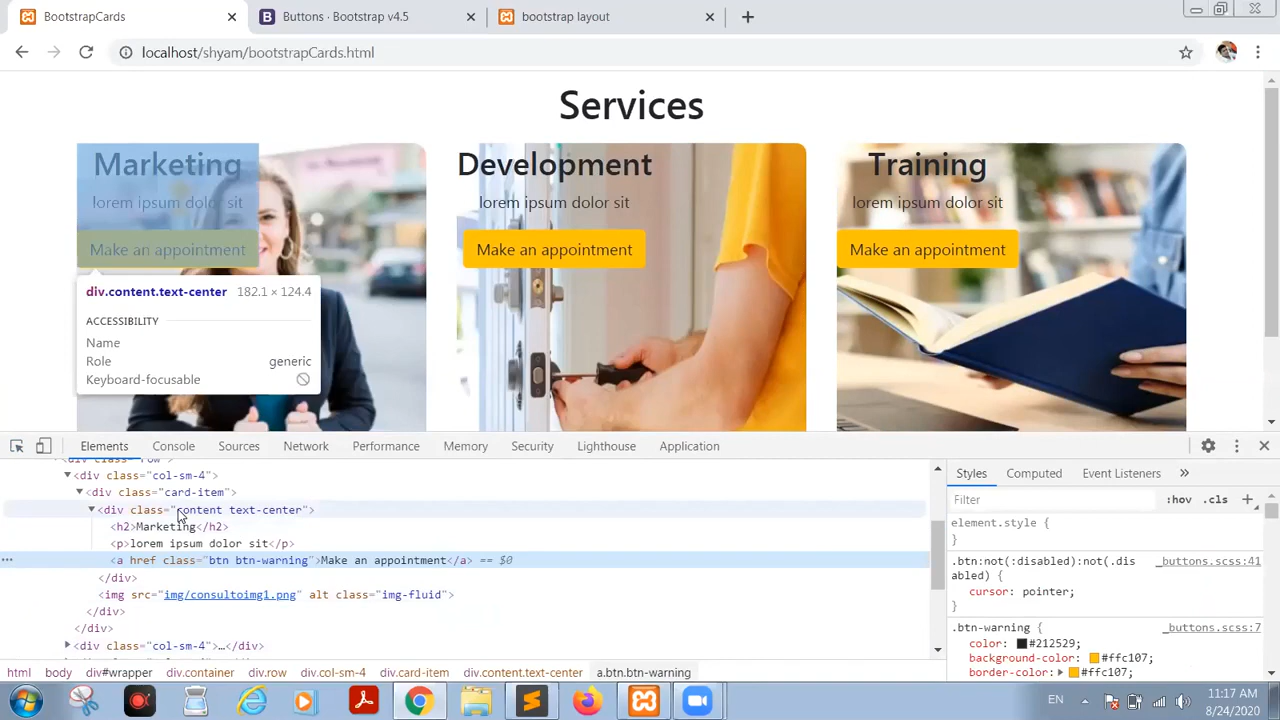 BootstrapCards
Buttons · Bootstrap v4.5
bootstrap layout
localhost/shyam/bootstrapCards.html
Services
Marketing
lorem ipsum dolor sit
Make an appointment
Development
lorem ipsum dolor sit
Make an appointment
Training
lorem ipsum dolor sit
Make an appointment
div.content.text-center 182.1 × 124.4
ACCESSIBILITY
Name
Role generic
Keyboard-focusable
Elements Console Sources Network Performance Memory Security Lighthouse Application
<div class="col-sm-4">
<div class="card-item">
<div class="content text-center">
<h2>Marketing</h2>
<p>lorem ipsum dolor sit</p>
<a href class="btn btn-warning">Make an appointment</a> == $0
</div>
<img src="img/consultoimg1.png" alt class="img-fluid">
</div>
</div>
<div class="col-sm-4">…</div>
html body div#wrapper div.container div.row div.col-sm-4 div.card-item div.content.text-center a.btn.btn-warning
Styles Computed Event Listeners »
Filter :hov .cls +
element.style {
}
.btn:not(:disabled):not(.dis _buttons.scss:41
abled) {
cursor: pointer;
}
.btn-warning { _buttons.scss:7
color: #212529;
background-color: #ffc107;
border-color: #ffc107;
EN
11:17 AM
8/24/2020